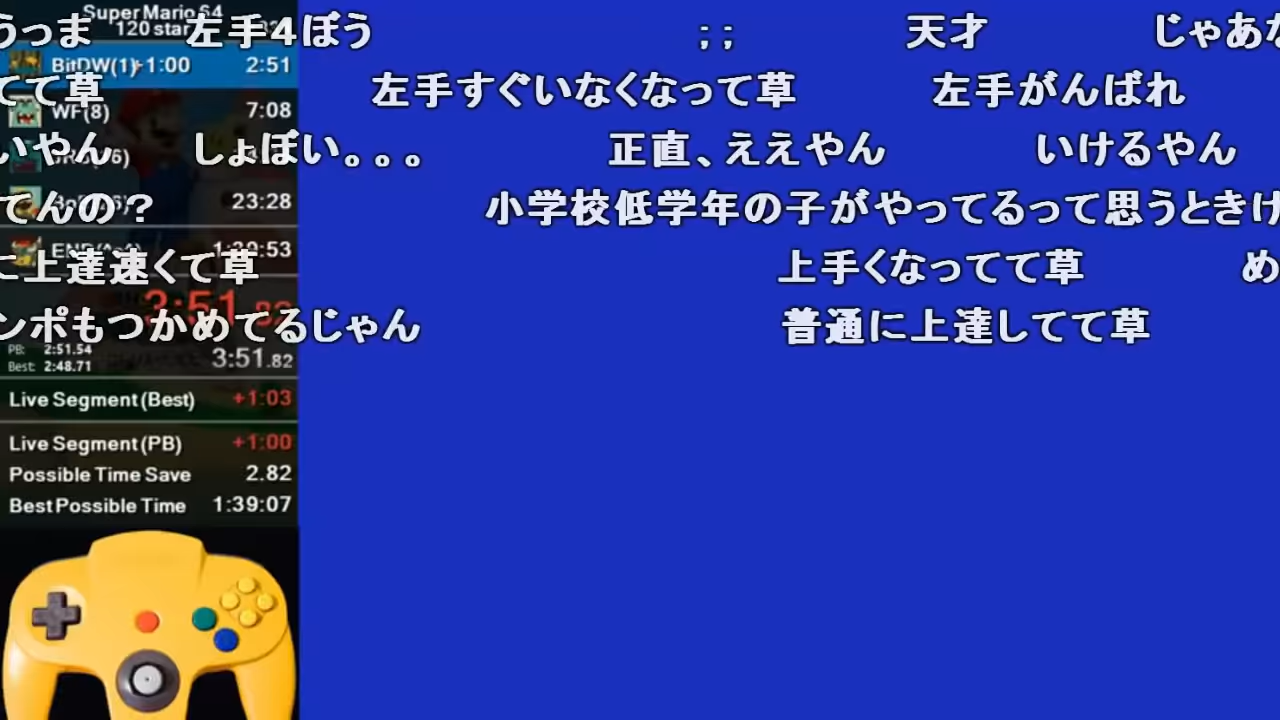 Super Mario 64
120 star
うっま 左手4ぼう ；； 天才 じゃあな
BitDW(1) +1:00 2:51
てて草 左手すぐいなくなって草 左手がんばれ
WF(8) 7:08
いやん しょぼい。。。 正直、ええやん いけるやん
てんの？ 23:28 小学校低学年の子がやってるって思うときけ
1:39:53
に上達速くて草 上手くなってて草 め
3:51.82
ンポもつかめてるじゃん 普通に上達してて草
PB: 2:51.54
Best: 2:48.71 3:51.82
Live Segment (Best) +1:03
Live Segment (PB) +1:00
Possible Time Save 2.82
Best Possible Time 1:39:07